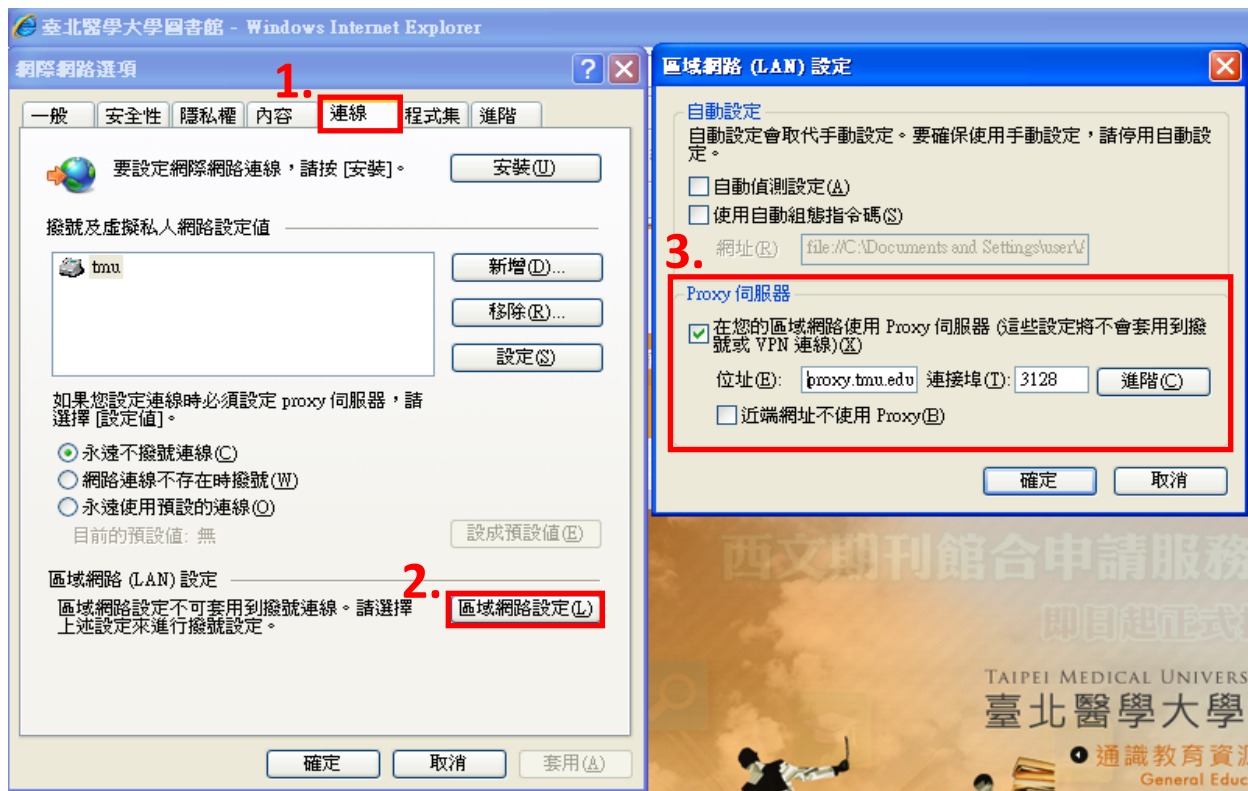 臺北醫學大學圖書館 - Windows Internet Explorer
網際網路選項
1.
一般 安全性 隱私權 內容 連線 程式集 進階
要設定網際網路連線，請按 [安裝]。
安裝(U)
撥號及虛擬私人網路設定值
tmu
新增(D)...
移除(R)...
設定(S)
如果您設定連線時必須設定 proxy 伺服器，請
選擇 [設定值]。
永遠不撥號連線(C)
網路連線不存在時撥號(W)
永遠使用預設的連線(O)
目前的預設值: 無
設成預設值(E)
區域網路 (LAN) 設定
2.
區域網路設定不可套用到撥號連線。請選擇
上述設定來進行撥號設定。
區域網路設定(L)
確定 取消 套用(A)
區域網路 (LAN) 設定
自動設定
自動設定會取代手動設定。要確保使用手動設定，請停用自動設
定。
自動偵測設定(A)
使用自動組態指令碼(S)
網址(R) file://C:\Documents and Settings\user\
3.
Proxy 伺服器
在您的區域網路使用 Proxy 伺服器 (這些設定將不會套用到撥
號或 VPN 連線)(X)
位址(E): proxy.tmu.edu 連接埠(T): 3128 進階(C)
近端網址不使用 Proxy(B)
確定 取消
西文期刊館合申請服務
即日起正式
TAIPEI MEDICAL UNIVERS
臺北醫學大學
通識教育資源
General Educ